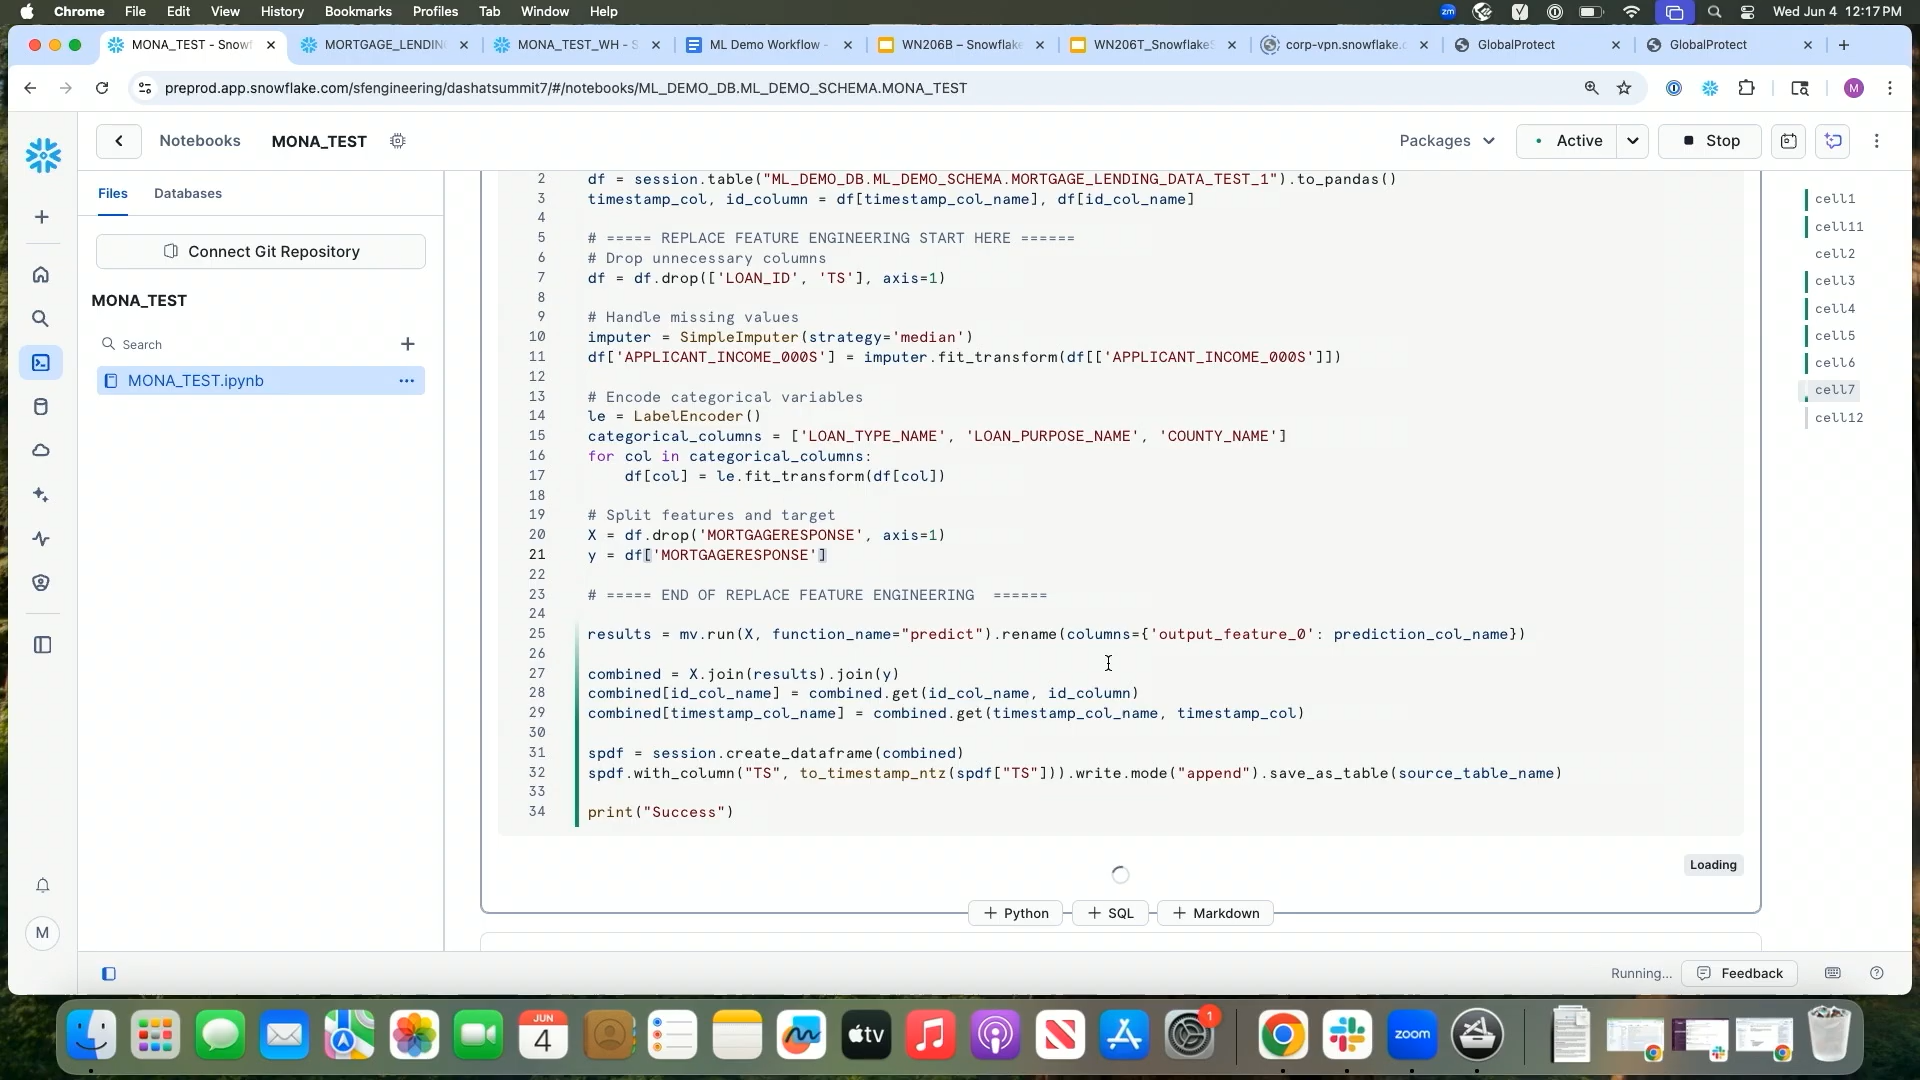 Chrome File Edit View History Bookmarks Profiles Tab Window Help
zm
Wed Jun 4 12:17 PM
MONA_TEST - Snowf
MORTGAGE_LENDING
MONA_TEST_WH - S
ML Demo Workflow -
WN206B – Snowflake
WN206T_Snowflake
corp-vpn.snowflake.c
GlobalProtect
GlobalProtect
preprod.app.snowflake.com/sfengineering/dashatsummit7/#/notebooks/ML_DEMO_DB.ML_DEMO_SCHEMA.MONA_TEST
M
Notebooks MONA_TEST
Packages
Active
Stop
Files Databases
Connect Git Repository
MONA_TEST
Search
MONA_TEST.ipynb
2 df = session.table("ML_DEMO_DB.ML_DEMO_SCHEMA.MORTGAGE_LENDING_DATA_TEST_1").to_pandas()
3 timestamp_col, id_column = df[timestamp_col_name], df[id_col_name]
4
5 # ===== REPLACE FEATURE ENGINEERING START HERE ======
6 # Drop unnecessary columns
7 df = df.drop(['LOAN_ID', 'TS'], axis=1)
8
9 # Handle missing values
10 imputer = SimpleImputer(strategy='median')
11 df['APPLICANT_INCOME_000S'] = imputer.fit_transform(df[['APPLICANT_INCOME_000S']])
12
13 # Encode categorical variables
14 le = LabelEncoder()
15 categorical_columns = ['LOAN_TYPE_NAME', 'LOAN_PURPOSE_NAME', 'COUNTY_NAME']
16 for col in categorical_columns:
17 df[col] = le.fit_transform(df[col])
18
19 # Split features and target
20 X = df.drop('MORTGAGERESPONSE', axis=1)
21 y = df['MORTGAGERESPONSE']
22
23 # ===== END OF REPLACE FEATURE ENGINEERING ======
24
25 results = mv.run(X, function_name="predict").rename(columns={'output_feature_0': prediction_col_name})
26
27 combined = X.join(results).join(y)
28 combined[id_col_name] = combined.get(id_col_name, id_column)
29 combined[timestamp_col_name] = combined.get(timestamp_col_name, timestamp_col)
30
31 spdf = session.create_dataframe(combined)
32 spdf.with_column("TS", to_timestamp_ntz(spdf["TS"])).write.mode("append").save_as_table(source_table_name)
33
34 print("Success")
cell1
cell11
cell2
cell3
cell4
cell5
cell6
cell7
cell12
Loading
+ Python + SQL + Markdown
M
Running...
Feedback
JUN
4
tv
1
zoom